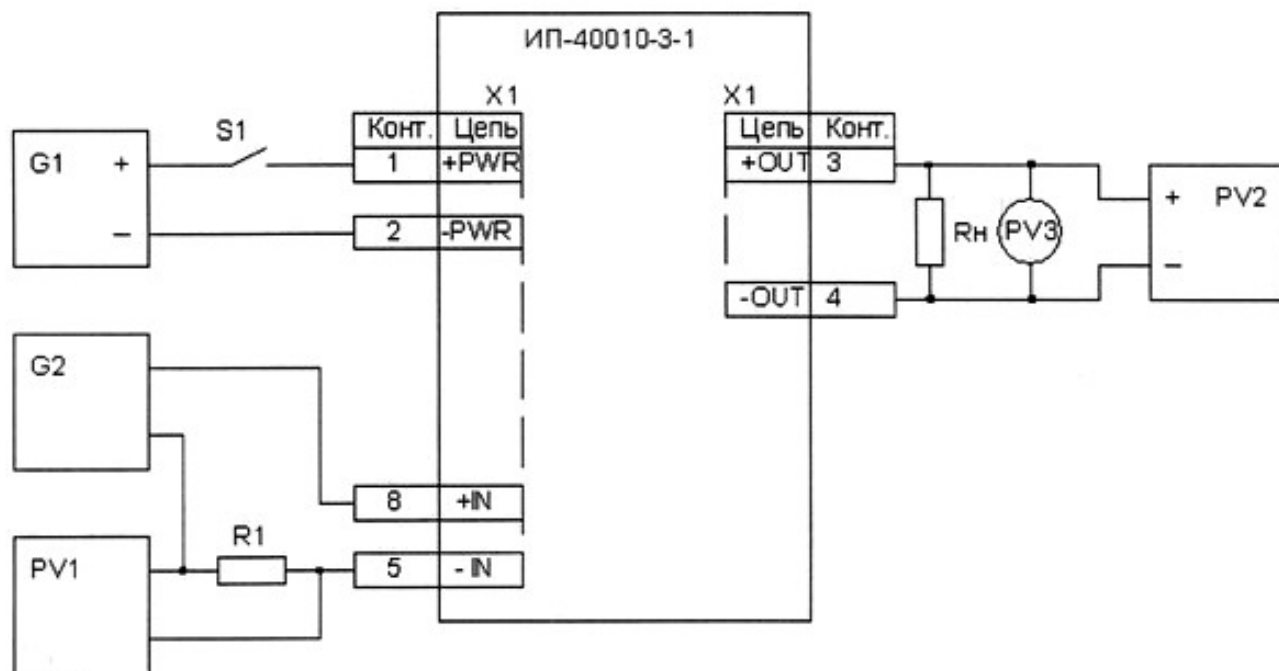 ИП-40010-3-1
X1
X1
Конт. Цепь
Цепь Конт.
S1
G1
+
1 +PWR
+OUT 3
+
PV2
–
2 -PWR
Rн
PV3
–
-OUT 4
G2
8 +IN
R1
PV1
5 - IN